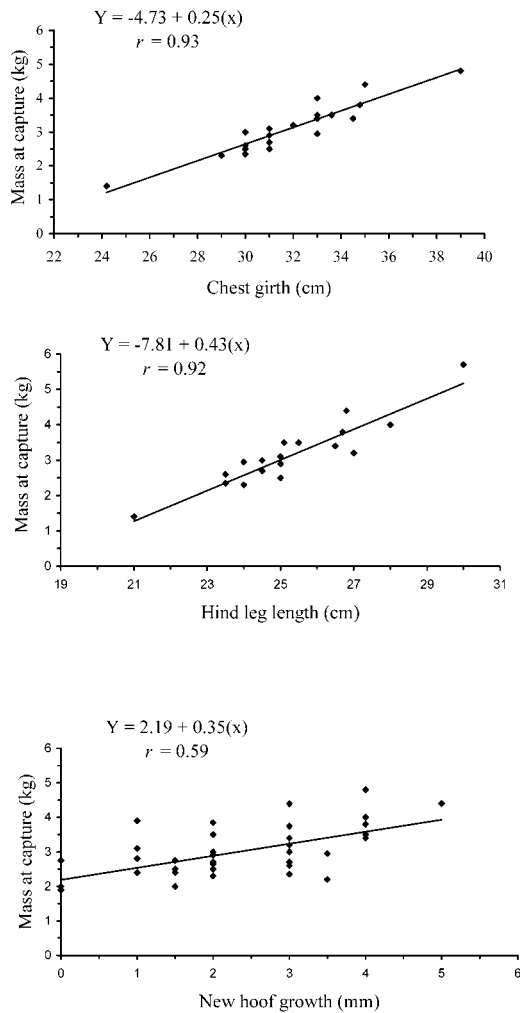 Y = -4.73 + 0.25(x)
r = 0.93
6
5
4
3
2
1
0
Mass at capture (kg)
22 24 26 28 30 32 34 36 38 40
Chest girth (cm)
Y = -7.81 + 0.43(x)
r = 0.92
6
5
4
3
2
1
0
Mass at capture (kg)
19 21 23 25 27 29 31
Hind leg length (cm)
Y = 2.19 + 0.35(x)
r = 0.59
6
5
4
3
2
1
0
Mass at capture (kg)
0 1 2 3 4 5 6
New hoof growth (mm)